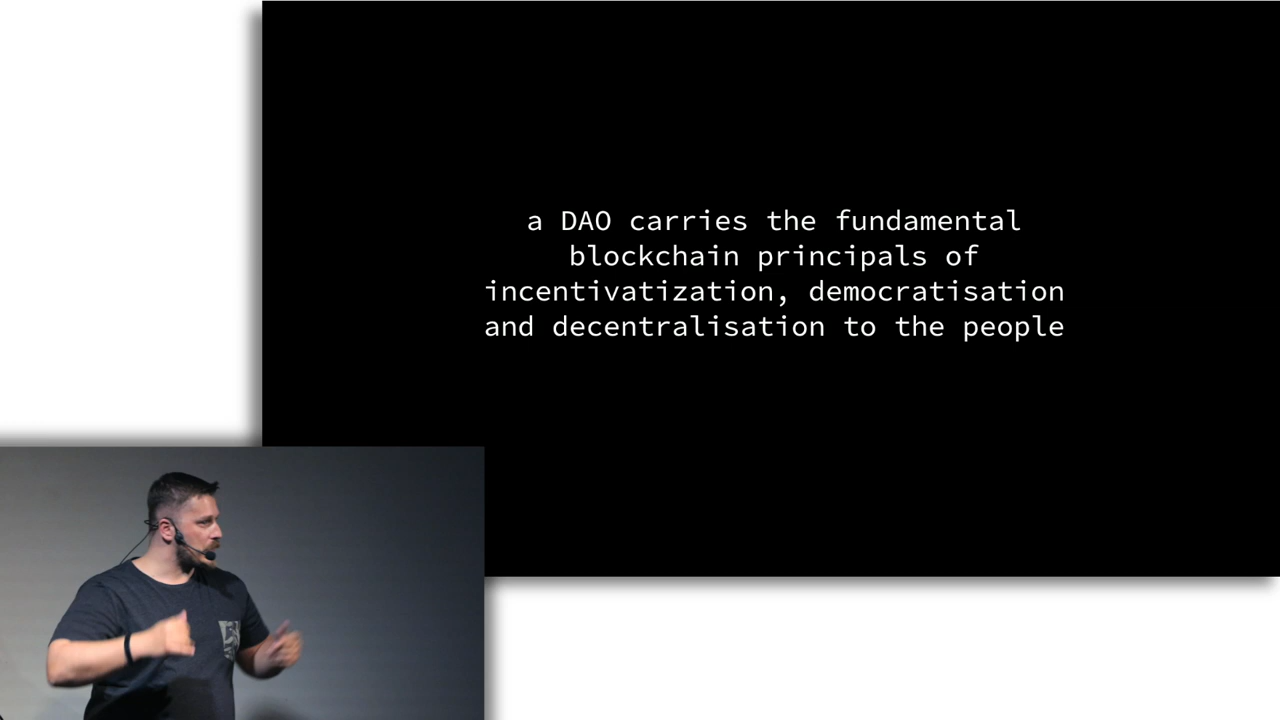 a DAO carries the fundamental
blockchain principals of
incentivatization, democratisation
and decentralisation to the people